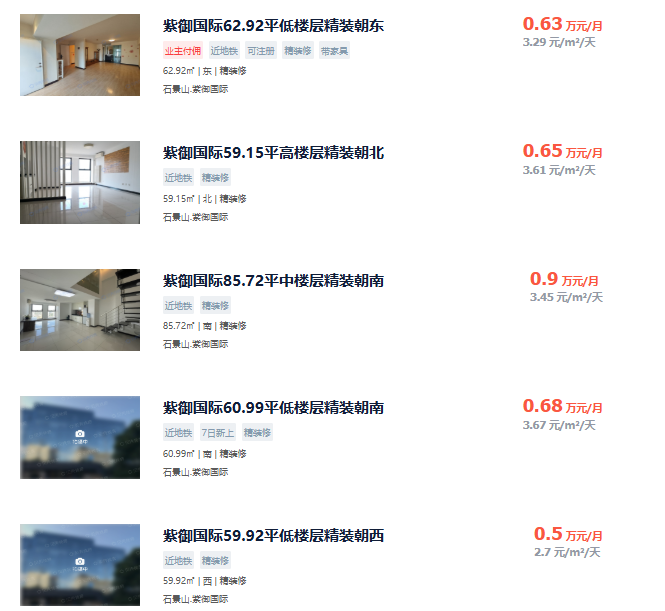 紫御国际62.92平低楼层精装朝东
0.63 万元/月
业主付佣 近地铁 可注册 精装修 带家具
3.29 元/m²/天
62.92㎡ | 东 | 精装修
石景山.紫御国际
紫御国际59.15平高楼层精装朝北
0.65 万元/月
近地铁 精装修
3.61 元/m²/天
59.15㎡ | 北 | 精装修
石景山.紫御国际
紫御国际85.72平中楼层精装朝南
0.9 万元/月
近地铁 精装修
3.45 元/m²/天
85.72㎡ | 南 | 精装修
石景山.紫御国际
紫御国际60.99平低楼层精装朝南
0.68 万元/月
近地铁 7日新上 精装修
3.67 元/m²/天
拍摄中
60.99㎡ | 南 | 精装修
石景山.紫御国际
紫御国际59.92平低楼层精装朝西
0.5 万元/月
近地铁 精装修
2.7 元/m²/天
拍摄中
59.92㎡ | 西 | 精装修
石景山.紫御国际